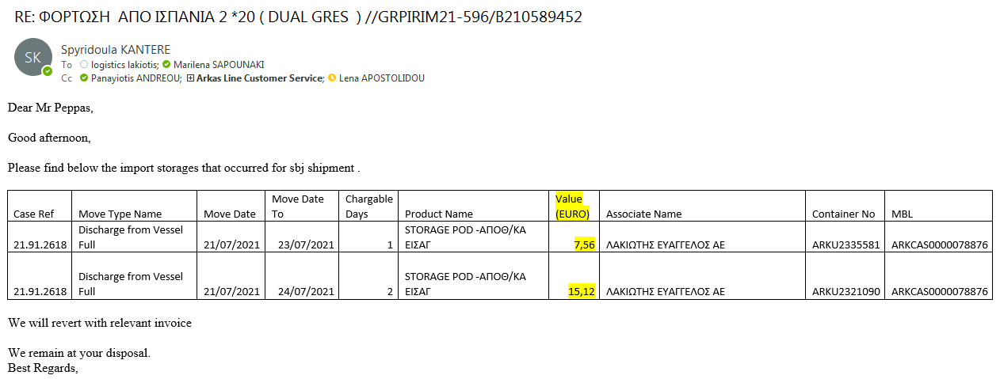 RE: ΦΟΡΤΩΣΗ ΑΠΟ ΙΣΠΑΝΙΑ 2 *20 ( DUAL GRES ) //GRPIRIM21-596/B210589452
SK
Spyridoula KANTERE
To logistics lakiotis; Marilena SAPOUNAKI
Cc Panayiotis ANDREOU; Arkas Line Customer Service; Lena APOSTOLIDOU
Dear Mr Peppas,
Good afternoon,
Please find below the import storages that occurred for sbj shipment .
Case Ref Move Type Name Move Date Move Date To Chargable Days Product Name Value (EURO) Associate Name Container No MBL
21.91.2618 Discharge from Vessel Full 21/07/2021 23/07/2021 1 STORAGE POD -ΑΠΟΘ/ΚΑ ΕΙΣΑΓ 7,56 ΛΑΚΙΩΤΗΣ ΕΥΑΓΓΕΛΟΣ ΑΕ ARKU2335581 ARKCAS0000078876
21.91.2618 Discharge from Vessel Full 21/07/2021 24/07/2021 2 STORAGE POD -ΑΠΟΘ/ΚΑ ΕΙΣΑΓ 15,12 ΛΑΚΙΩΤΗΣ ΕΥΑΓΓΕΛΟΣ ΑΕ ARKU2321090 ARKCAS0000078876
We will revert with relevant invoice
We remain at your disposal.
Best Regards,